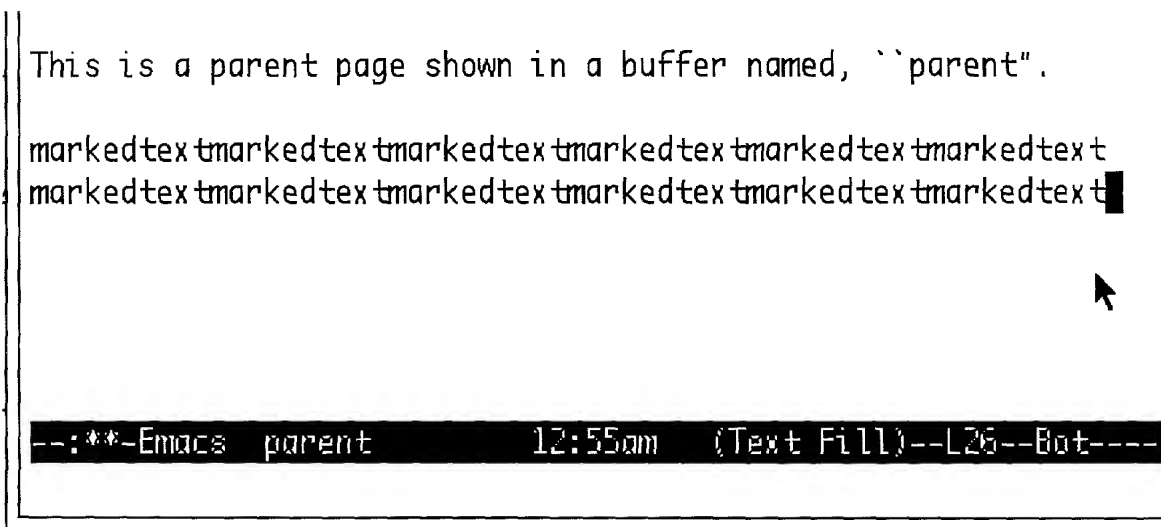 This is a parent page shown in a buffer named, ``parent".
markedtextmarkedtextmarkedtextmarkedtextmarkedtextmarkedtext
markedtextmarkedtextmarkedtextmarkedtextmarkedtextmarkedtext
--:**-Emacs parent 12:55am (Text Fill)--L26--Bot----